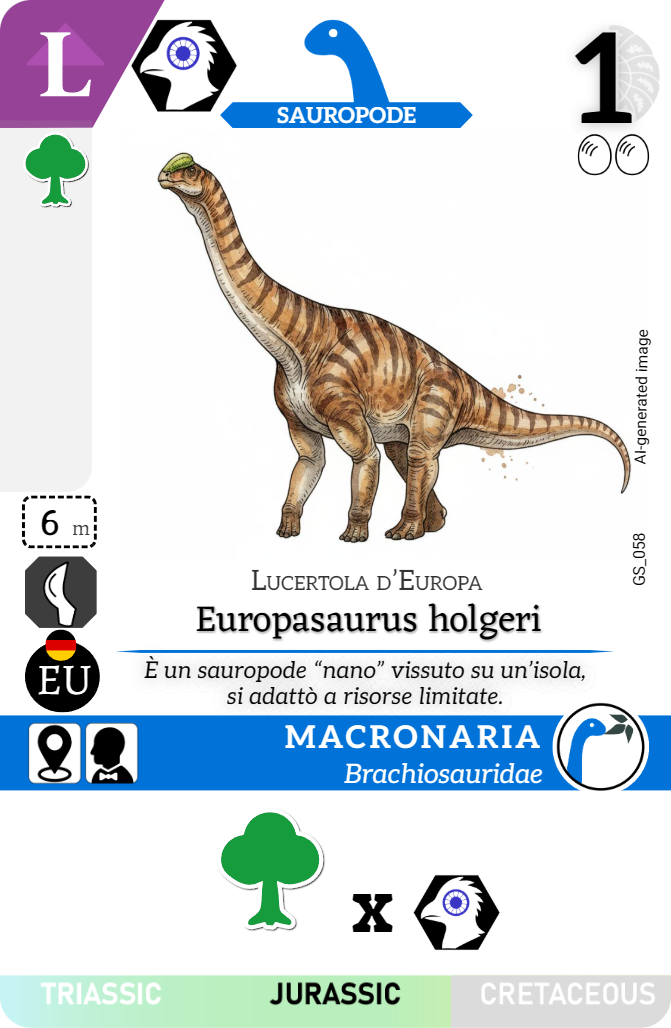 L
SAUROPODE
1
AI-generated image
GS_058
6 m
EU
Lucertola d'Europa
Europasaurus holgeri
È un sauropode “nano” vissuto su un'isola,
si adattò a risorse limitate.
MACRONARIA
Brachiosauridae
x
TRIASSIC JURASSIC CRETACEOUS